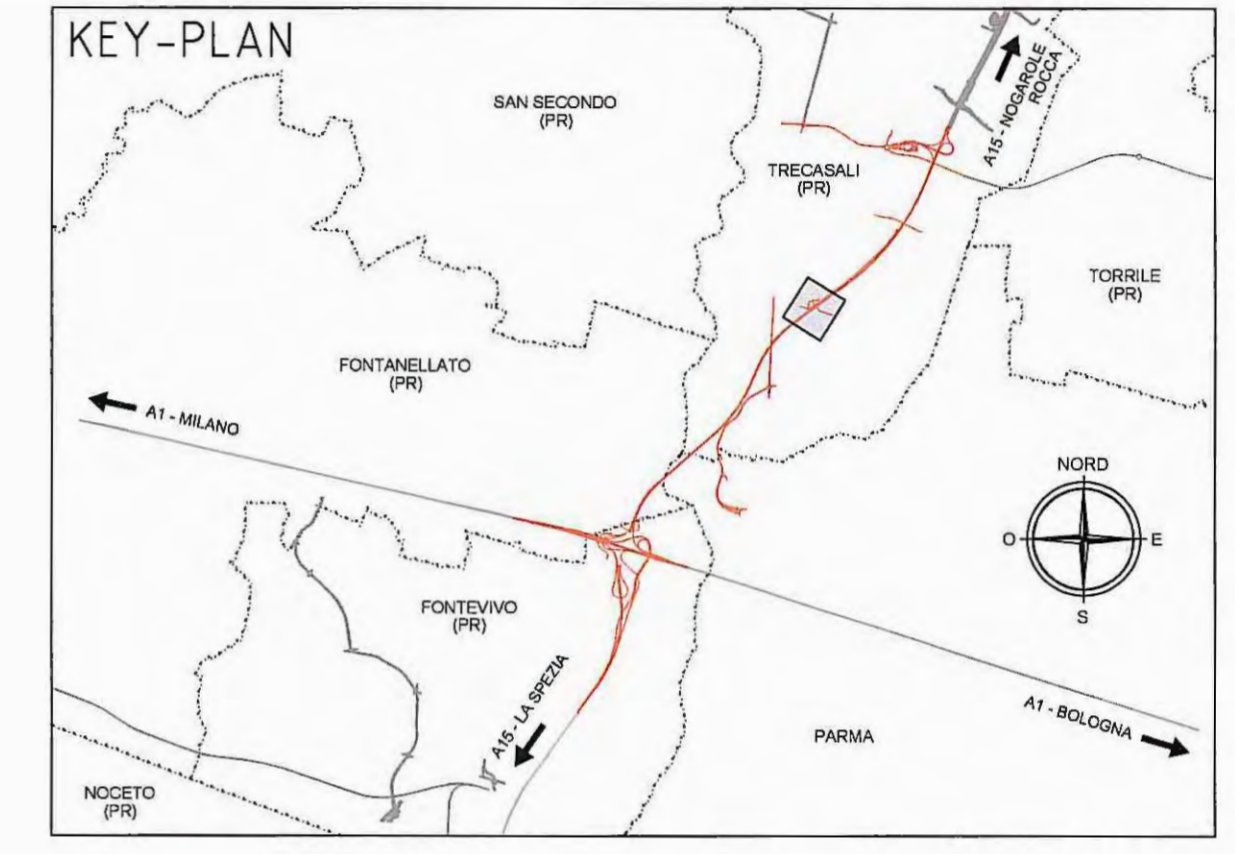 KEY-PLAN
SAN SECONDO
(PR)
A15 - NOGAROLE
ROCCA
TRECASALI
(PR)
TORRILE
(PR)
FONTANELLATO
(PR)
A1 - MILANO
NORD
O
E
S
FONTEVIVO
(PR)
A15 - LA SPEZIA
A1 - BOLOGNA
PARMA
NOCETO
(PR)